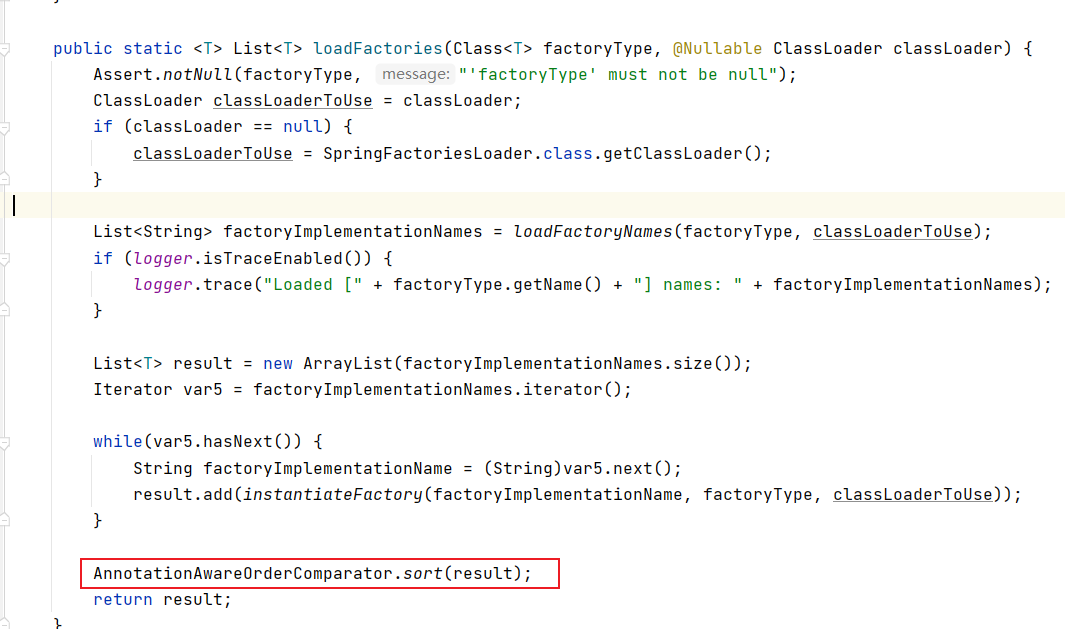 }
public static <T> List<T> loadFactories(Class<T> factoryType, @Nullable ClassLoader classLoader) {
Assert.notNull(factoryType, message: "'factoryType' must not be null");
ClassLoader classLoaderToUse = classLoader;
if (classLoader == null) {
classLoaderToUse = SpringFactoriesLoader.class.getClassLoader();
}
List<String> factoryImplementationNames = loadFactoryNames(factoryType, classLoaderToUse);
if (logger.isTraceEnabled()) {
logger.trace("Loaded [" + factoryType.getName() + "] names: " + factoryImplementationNames);
}
List<T> result = new ArrayList(factoryImplementationNames.size());
Iterator var5 = factoryImplementationNames.iterator();
while(var5.hasNext()) {
String factoryImplementationName = (String)var5.next();
result.add(instantiateFactory(factoryImplementationName, factoryType, classLoaderToUse));
}
AnnotationAwareOrderComparator.sort(result);
return result;
}